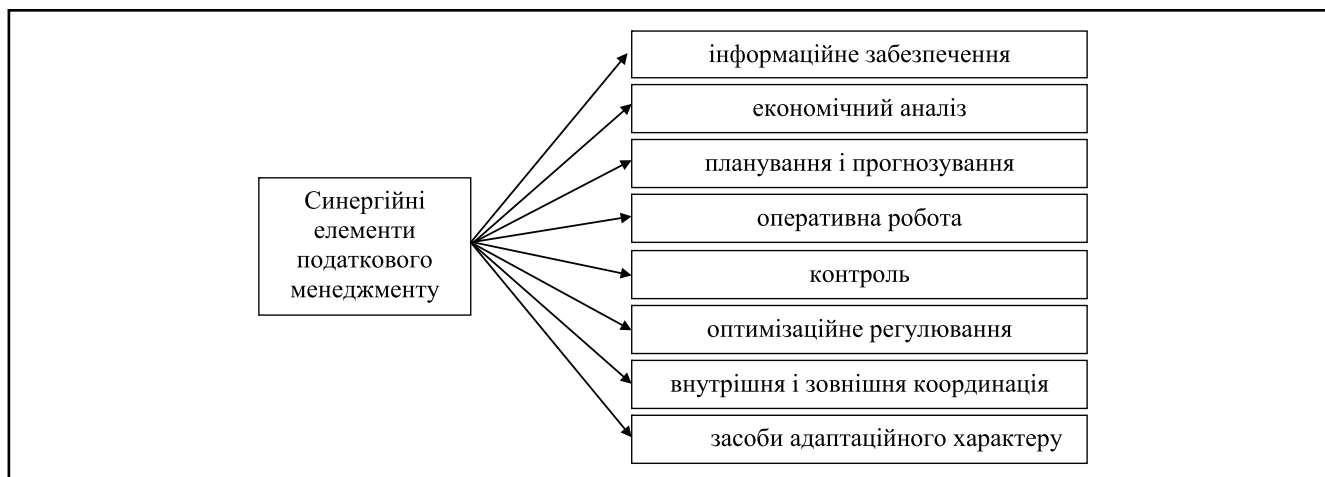 Синергійні
елементи
податкового
менеджменту
інформаційне забезпечення
економічний аналіз
планування і прогнозування
оперативна робота
контроль
оптимізаційне регулювання
внутрішня і зовнішня координація
засоби адаптаційного характеру